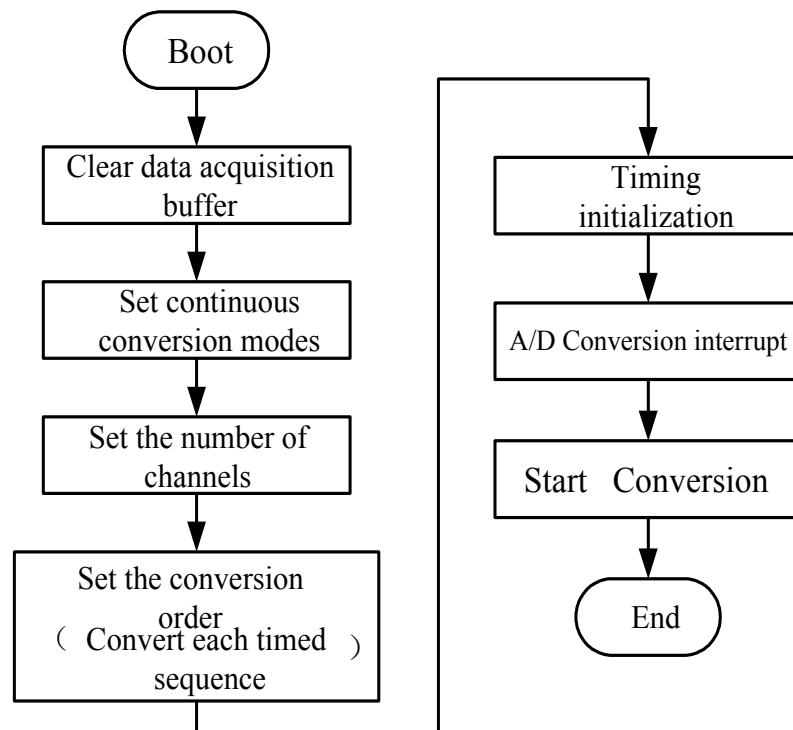 Boot
Clear data acquisition
buffer
Set continuous
conversion modes
Set the number of
channels
Set the conversion
order
（ Convert each timed ）
sequence
Timing
initialization
A/D Conversion interrupt
Start Conversion
End